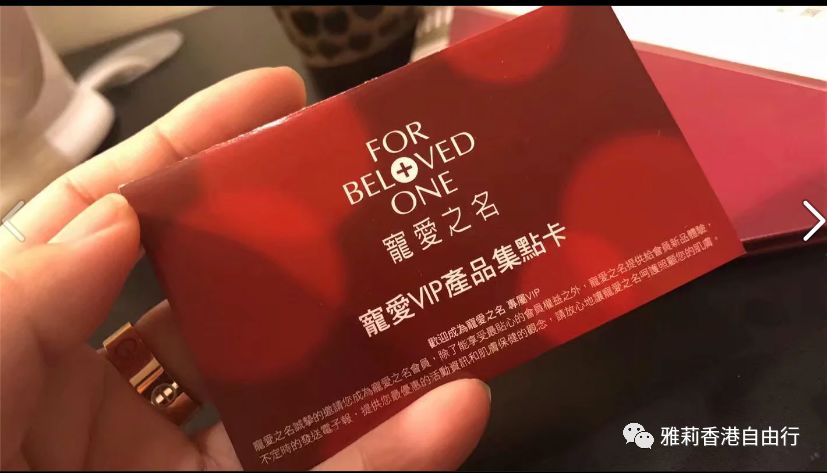 FOR
BELOVED
ONE
寵愛之名
寵愛VIP產品集點卡
歡迎成為寵愛之名 專屬VIP
寵愛之名誠摯的邀請您成為寵愛之名會員，除了能享受最貼心的會員權益之外，寵愛之名提供給會員新品體驗，
不定時的發送電子報，提供您最優惠的活動資訊和肌膚保健的觀念，請放心地讓寵愛之名呵護照顧您的肌膚。
雅莉香港自由行